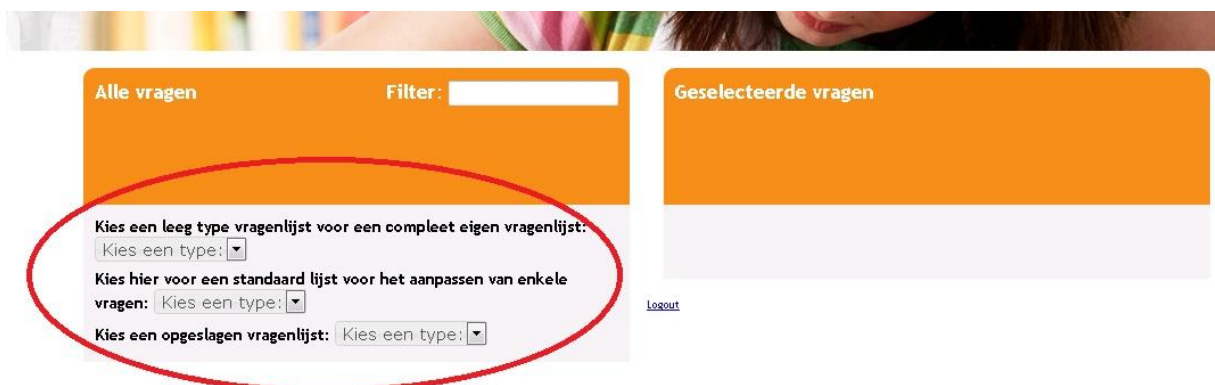 Alle vragen Filter:
Geselecteerde vragen
Kies een leeg type vragenlijst voor een compleet eigen vragenlijst:
Kies een type:
Kies hier voor een standaard lijst voor het aanpassen van enkele
vragen: Kies een type:
Kies een opgeslagen vragenlijst: Kies een type:
Logout